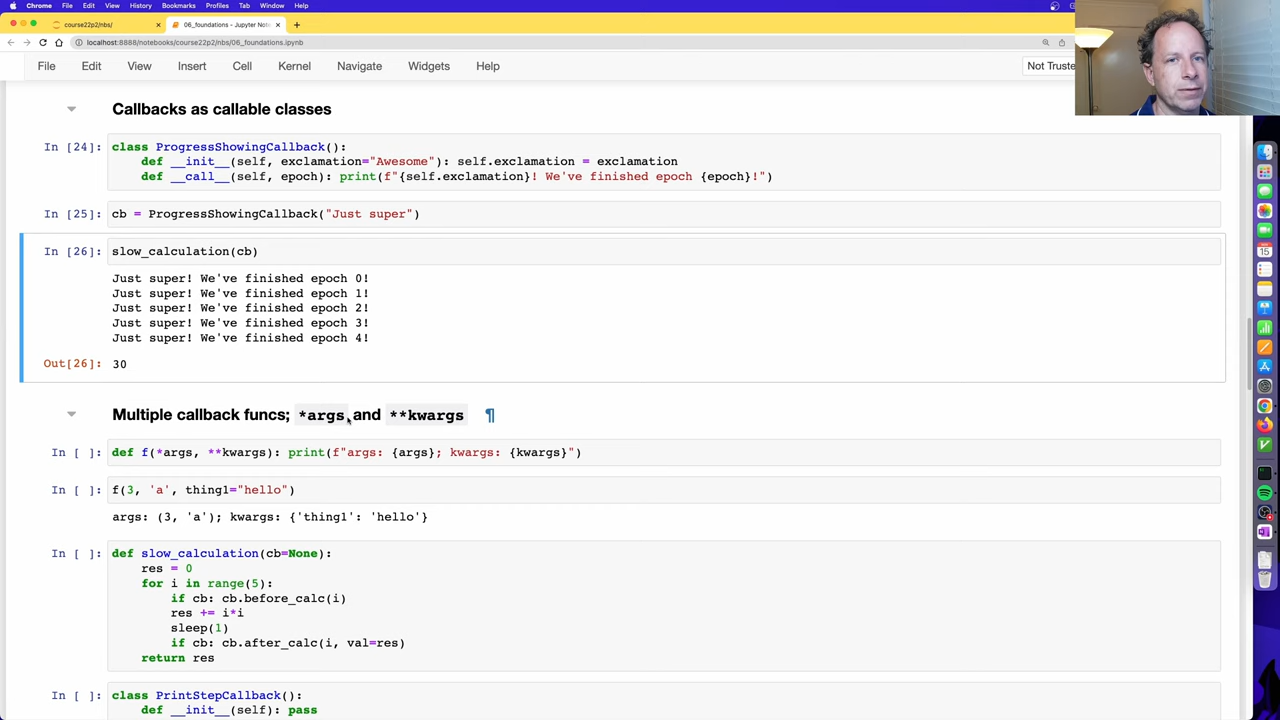 Chrome File Edit View History Bookmarks Profiles Tab Window Help
course22p2/nbs/
06_foundations - Jupyter Note
localhost:8888/notebooks/course22p2/nbs/06_foundations.ipynb
File Edit View Insert Cell Kernel Navigate Widgets Help Not Truste
Callbacks as callable classes
In [24]: class ProgressShowingCallback():
def __init__(self, exclamation="Awesome"): self.exclamation = exclamation
def __call__(self, epoch): print(f"{self.exclamation}! We've finished epoch {epoch}!")
In [25]: cb = ProgressShowingCallback("Just super")
In [26]: slow_calculation(cb)
Just super! We've finished epoch 0!
Just super! We've finished epoch 1!
Just super! We've finished epoch 2!
Just super! We've finished epoch 3!
Just super! We've finished epoch 4!
Out[26]: 30
Multiple callback funcs; *args and **kwargs ¶
In [ ]: def f(*args, **kwargs): print(f"args: {args}; kwargs: {kwargs}")
In [ ]: f(3, 'a', thing1="hello")
args: (3, 'a'); kwargs: {'thing1': 'hello'}
In [ ]: def slow_calculation(cb=None):
res = 0
for i in range(5):
if cb: cb.before_calc(i)
res += i*i
sleep(1)
if cb: cb.after_calc(i, val=res)
return res
In [ ]: class PrintStepCallback():
def __init__(self): pass
15